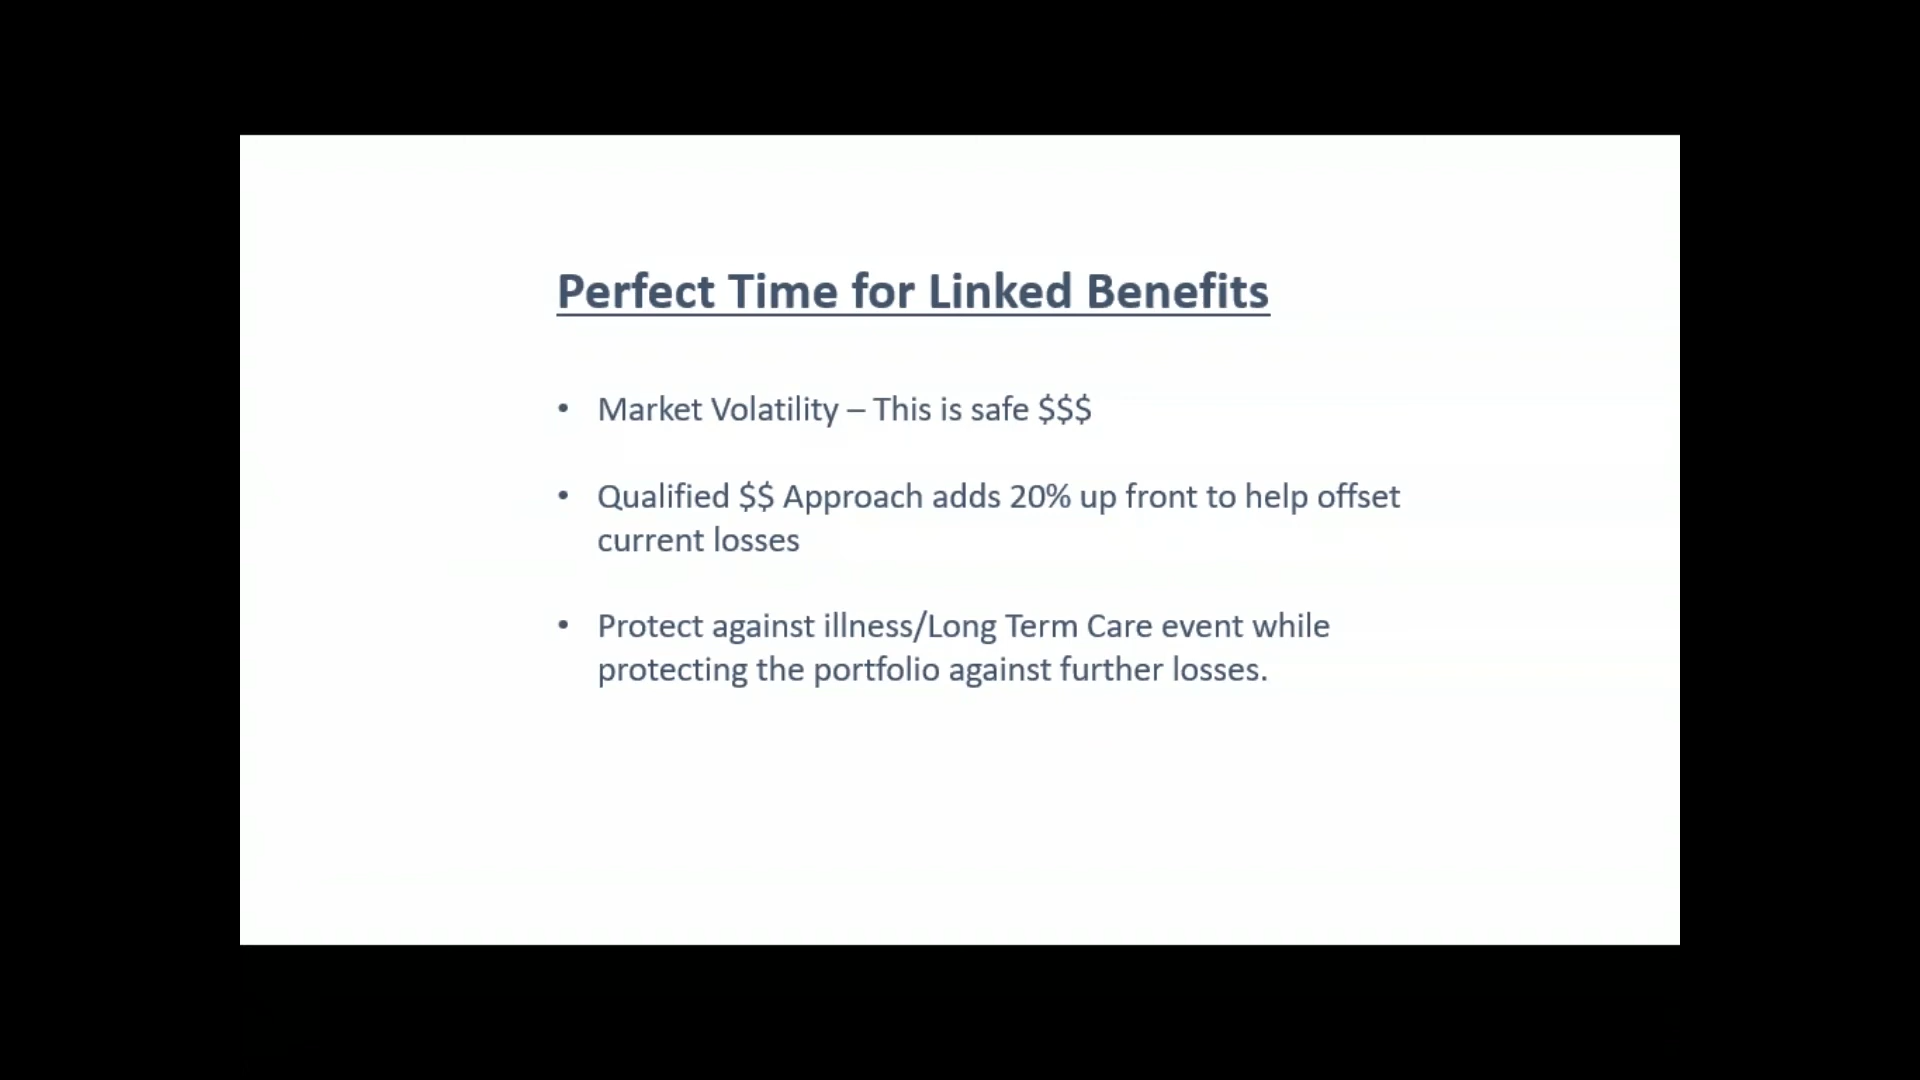 Perfect Time for Linked Benefits
• Market Volatility – This is safe $$$
• Qualified $$ Approach adds 20% up front to help offset
current losses
• Protect against illness/Long Term Care event while
protecting the portfolio against further losses.